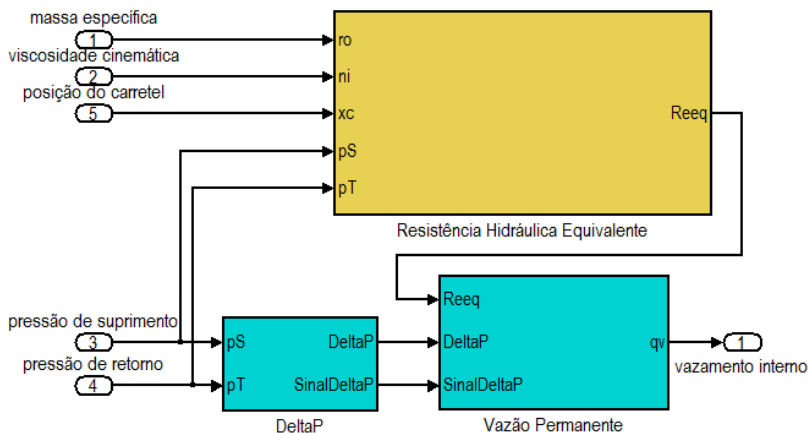 massa específica
1
viscosidade cinemática
2
posição do carretel
5
ro
ni
xc
pS
pT
Reeq
Resistência Hidráulica Equivalente
pressão de suprimento
3
pressão de retorno
4
pS
pT
DeltaP
SinalDeltaP
DeltaP
Reeq
DeltaP
SinalDeltaP
qv
Vazão Permanente
1
vazamento interno